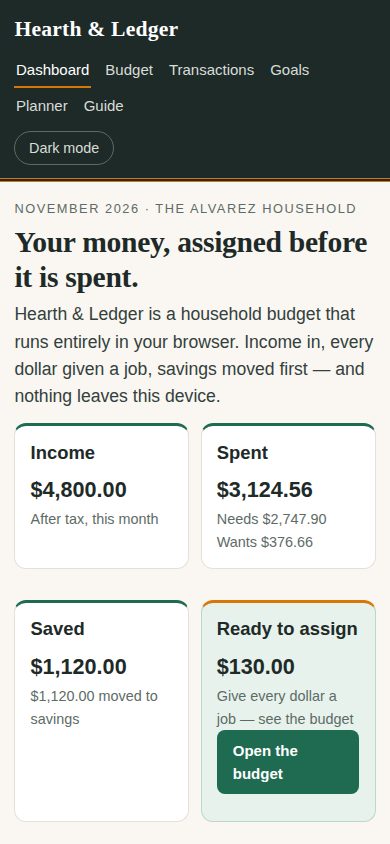 Hearth & Ledger
Dashboard Budget Transactions Goals
Planner Guide
Dark mode
NOVEMBER 2026 · THE ALVAREZ HOUSEHOLD
Your money, assigned before
it is spent.
Hearth & Ledger is a household budget that
runs entirely in your browser. Income in, every
dollar given a job, savings moved first — and
nothing leaves this device.
Income
$4,800.00
After tax, this month
Spent
$3,124.56
Needs $2,747.90
Wants $376.66
Saved
$1,120.00
$1,120.00 moved to
savings
Ready to assign
$130.00
Give every dollar a
job — see the budget
Open the
budget